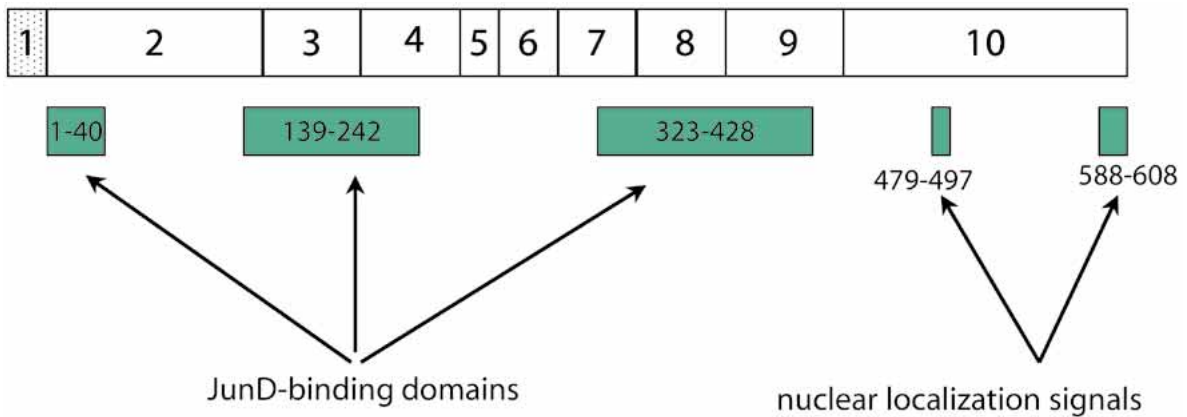 1 2 3 4 5 6 7 8 9 10
1-40 139-242 323-428
479-497 588-608
JunD-binding domains
nuclear localization signals